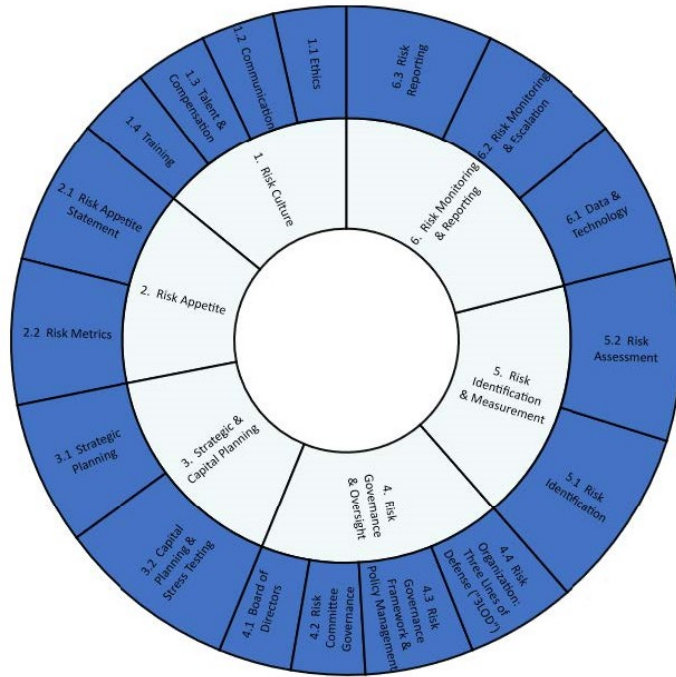 1. Risk Culture
1.1 Ethics
1.2 Communication
1.3 Talent &
Compensation
1.4 Training
2. Risk Appetite
2.1 Risk Appetite
Statement
2.2 Risk Metrics
3. Strategic &
Capital Planning
3.1 Strategic
Planning
3.2 Capital
Planning &
Stress Testing
4. Risk
Governance
& Oversight
4.1 Board of
Directors
4.2 Risk
Committee
Governance
4.3 Risk
Governance
Framework &
Policy Management
4.4 Risk
Organization:
Three Lines of
Defense ("3LOD")
5. Risk
Identification
& Measurement
5.1 Risk
Identification
5.2 Risk
Assessment
6. Risk Monitoring
& Reporting
6.1 Data &
Technology
6.2 Risk Monitoring
& Escalation
6.3 Risk
Reporting